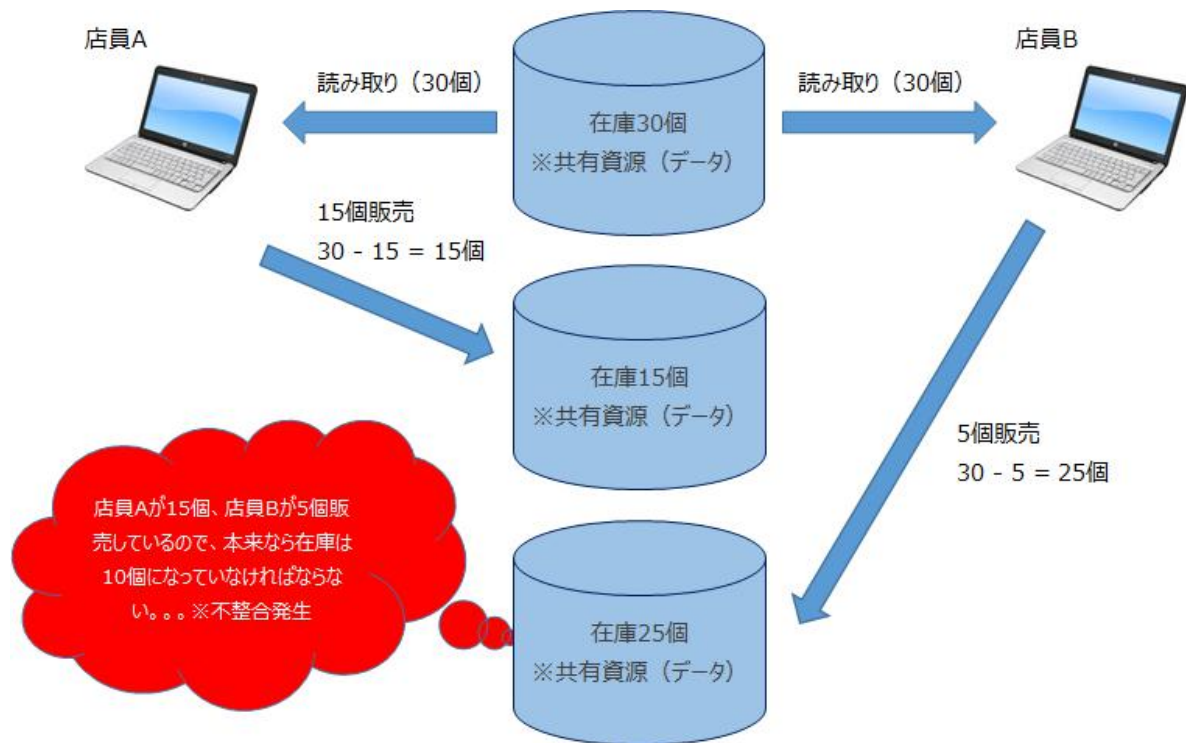 店員A
店員B
読み取り（30個）
読み取り（30個）
在庫30個
※共有資源（データ）
15個販売
30 - 15 = 15個
在庫15個
※共有資源（データ）
5個販売
30 - 5 = 25個
店員Aが15個、店員Bが5個販
売しているので、本来なら在庫は
10個になっていなければならな
い。。。※不整合発生
在庫25個
※共有資源（データ）